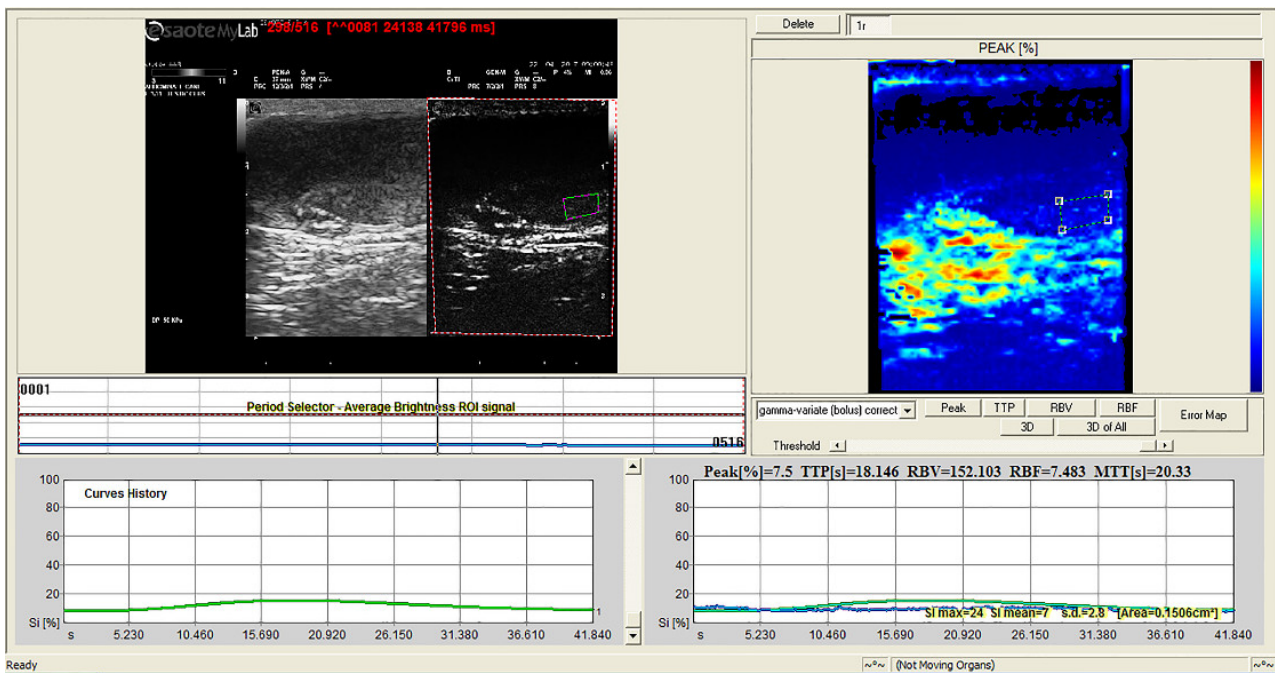 esaote MyLab
298/516 [^^0081 24138 41796 ms]
Delete
1r
PEAK [%]
1
2
0001
Period Selector - Average Brightness ROI signal
0516
gamma-variate (bolus) correct
Peak
TTP
RBV
RBF
Error Map
3D
3D of All
Threshold
Curves History
100
80
60
40
20
Si [%]
1
s
5.230
10.460
15.690
20.920
26.150
31.380
36.610
41.840
Peak[%]=7.5 TTP[s]=18.146 RBV=152.103 RBF=7.483 MTT[s]=20.33
100
80
60
40
20
Si [%]
SI max=24 SI mean=7 s.d.=2.8 [Area=0.1506cm²]
s
5.230
10.460
15.690
20.920
26.150
31.380
36.610
41.840
Ready
~º~
(Not Moving Organs)
~º~